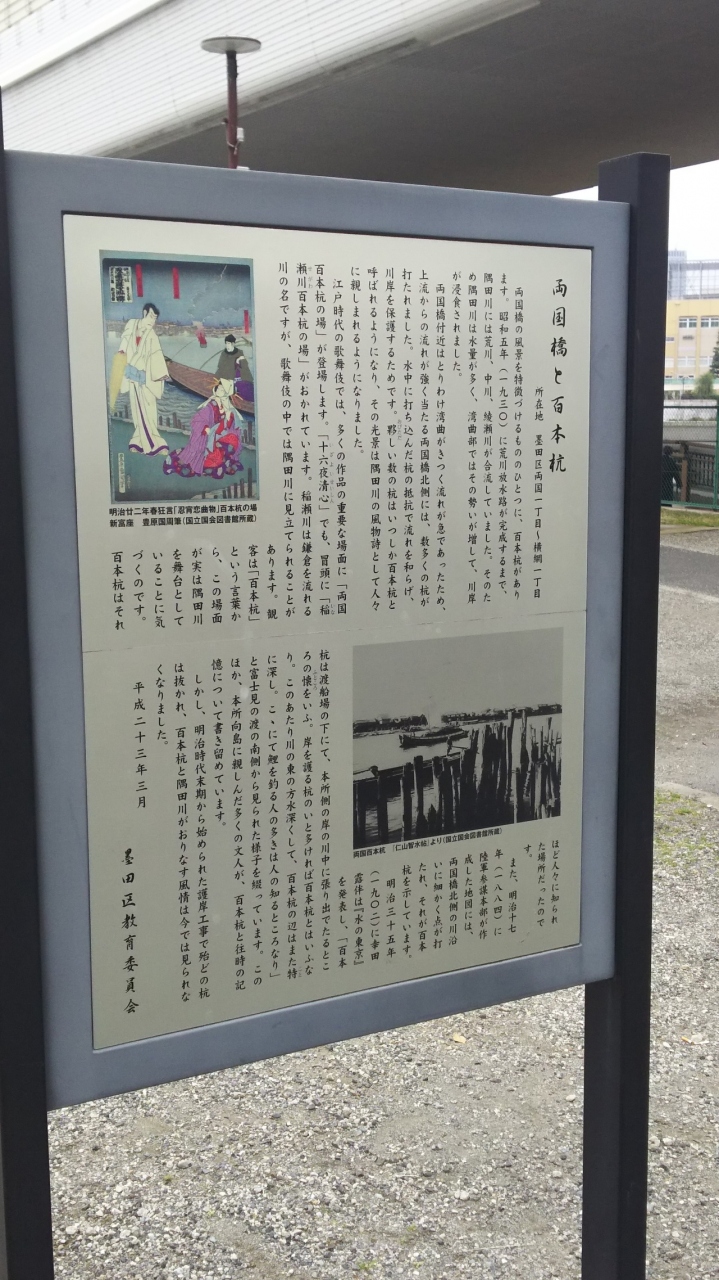 両国橋と百本杭
所在地　墨田区両国一丁目～横網一丁目
両国橋の風景を特徴づけるもののひとつに、百本杭があり
ます。昭和五年（一九三〇）に荒川放水路が完成するまで、
隅田川には荒川、中川、綾瀬川が合流していました。そのた
め隅田川は水量が多く、湾曲部ではその勢いが増して、川岸
が浸食されました。
両国橋付近はとりわけ湾曲がきつく流れが急であったため、
上流からの流れが強く当たる両国橋北側には、数多くの杭が
打たれました。水中に打ち込んだ杭の抵抗で流れを和らげ、
川岸を保護するためです。夥しい数の杭はいつしか百本杭と
呼ばれるようになり、その光景は隅田川の風物詩として人々
に親しまれるようになりました。
江戸時代の歌舞伎では、多くの作品の重要な場面に「両国
百本杭の場」が登場します。「十六夜清心」でも、冒頭に「稲
瀬川百本杭の場」がおかれています。稲瀬川は鎌倉を流れる
川の名ですが、歌舞伎の中では隅田川に見立てられることが
あります。観
客は「百本杭」
という言葉か
ら、この場面
が実は隅田川
を舞台として
いることに気
づくのです。
百本杭はそれ
明治廿二年春狂言「忍宵恋曲物」百本杭の場
新富座　豊原国周筆（国立国会図書館所蔵）
ほど人々に知られ
た場所だったので
す。
また、明治十七
年（一八八四）に
陸軍参謀本部が作
成した地図には、
両国橋北側の川沿
いに細かく点が打
たれ、それが百本
杭を示しています。
明治三十五年
（一九〇二）に幸田
露伴は『水の東京』
を発表し、「百本
両国百本杭　『仁山智水帖』より（国立国会図書館所蔵）
杭は渡船場の下にて、本所側の岸の川中に張り出でたるとこ
ろの懐をいふ。岸を護る杭のいと多ければ百本杭とはいふな
り。このあたり川の東の方水深くして、百本杭の辺はまた特
に深し。こゝにて鯉を釣る人の多きは人の知るところなり」
と富士見の渡の南側から見られた様子を綴っています。この
ほか、本所向島に親しんだ多くの文人が、百本杭と往時の記
憶について書き留めています。
しかし、明治時代末期から始められた護岸工事で殆どの杭
は抜かれ、百本杭と隅田川がおりなす風情は今では見られな
くなりました。
平成二十三年三月
墨田区教育委員会